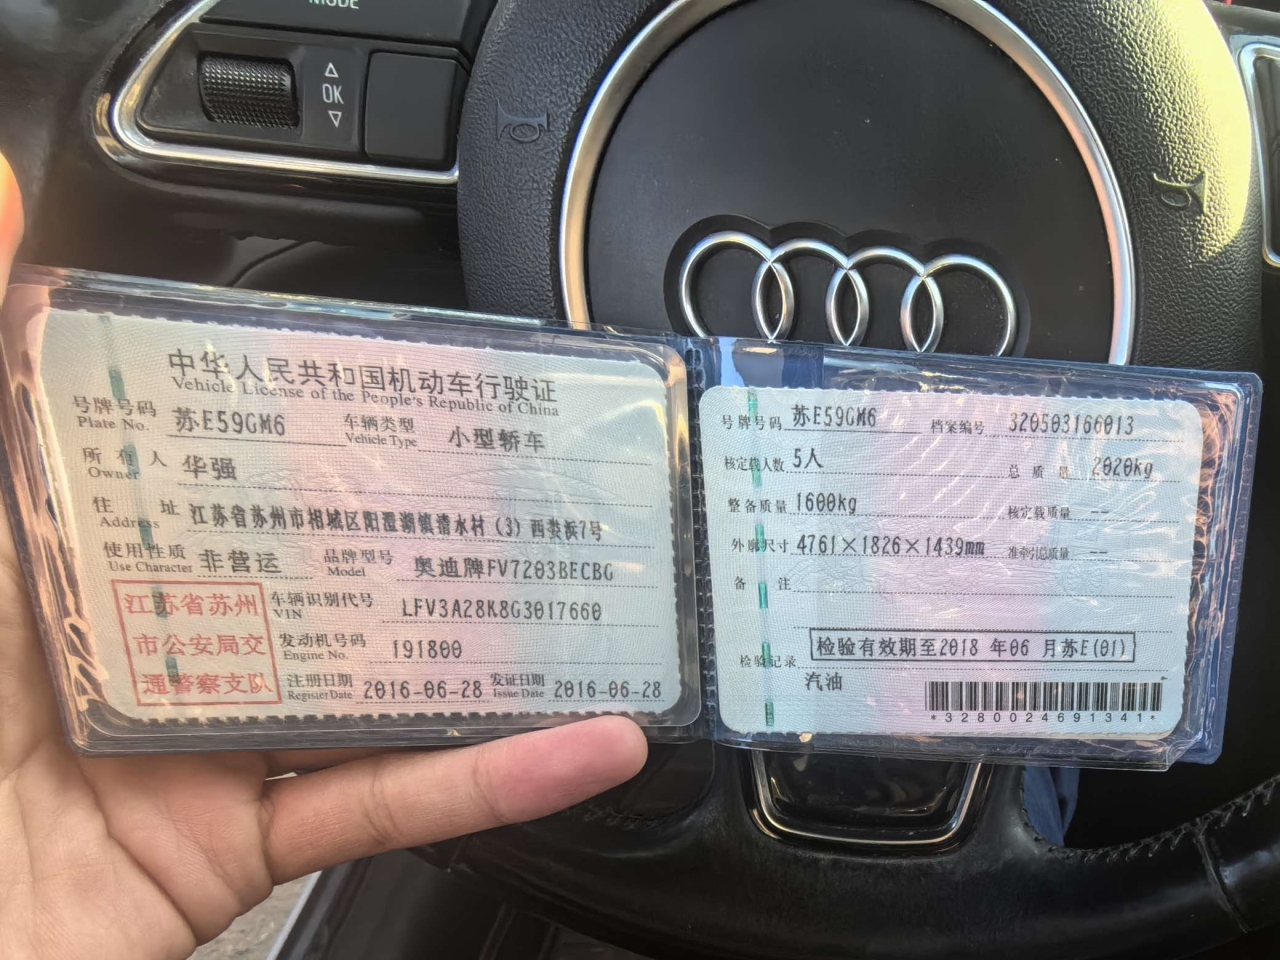 MODE
OK
中华人民共和国机动车行驶证
Vehicle License of the People's Republic of China
号牌号码 苏E59GM6 车辆类型 小型轿车
Plate No. Vehicle Type
所有人 华强
Owner
住址 江苏省苏州市相城区阳澄湖镇清水村(3)西娄浜7号
Address
使用性质 非营运 品牌型号 奥迪牌FV7203BECBG
Use Character Model
江苏省苏州
市公安局交
通警察支队
车辆识别代号 LFV3A28K8G3017660
VIN
发动机号码 191800
Engine No.
注册日期 2016-06-28 发证日期 2016-06-28
Register Date Issue Date
号牌号码 苏E59GM6 档案编号 320503166013
核定载人数 5人 总质量 2020kg
整备质量 1600kg 核定载质量 --
外廓尺寸 4761×1826×1439mm 准牵引总质量 --
备注
检验有效期至2018 年06 月苏E(01)
检验记录
汽油
*3280024691341*